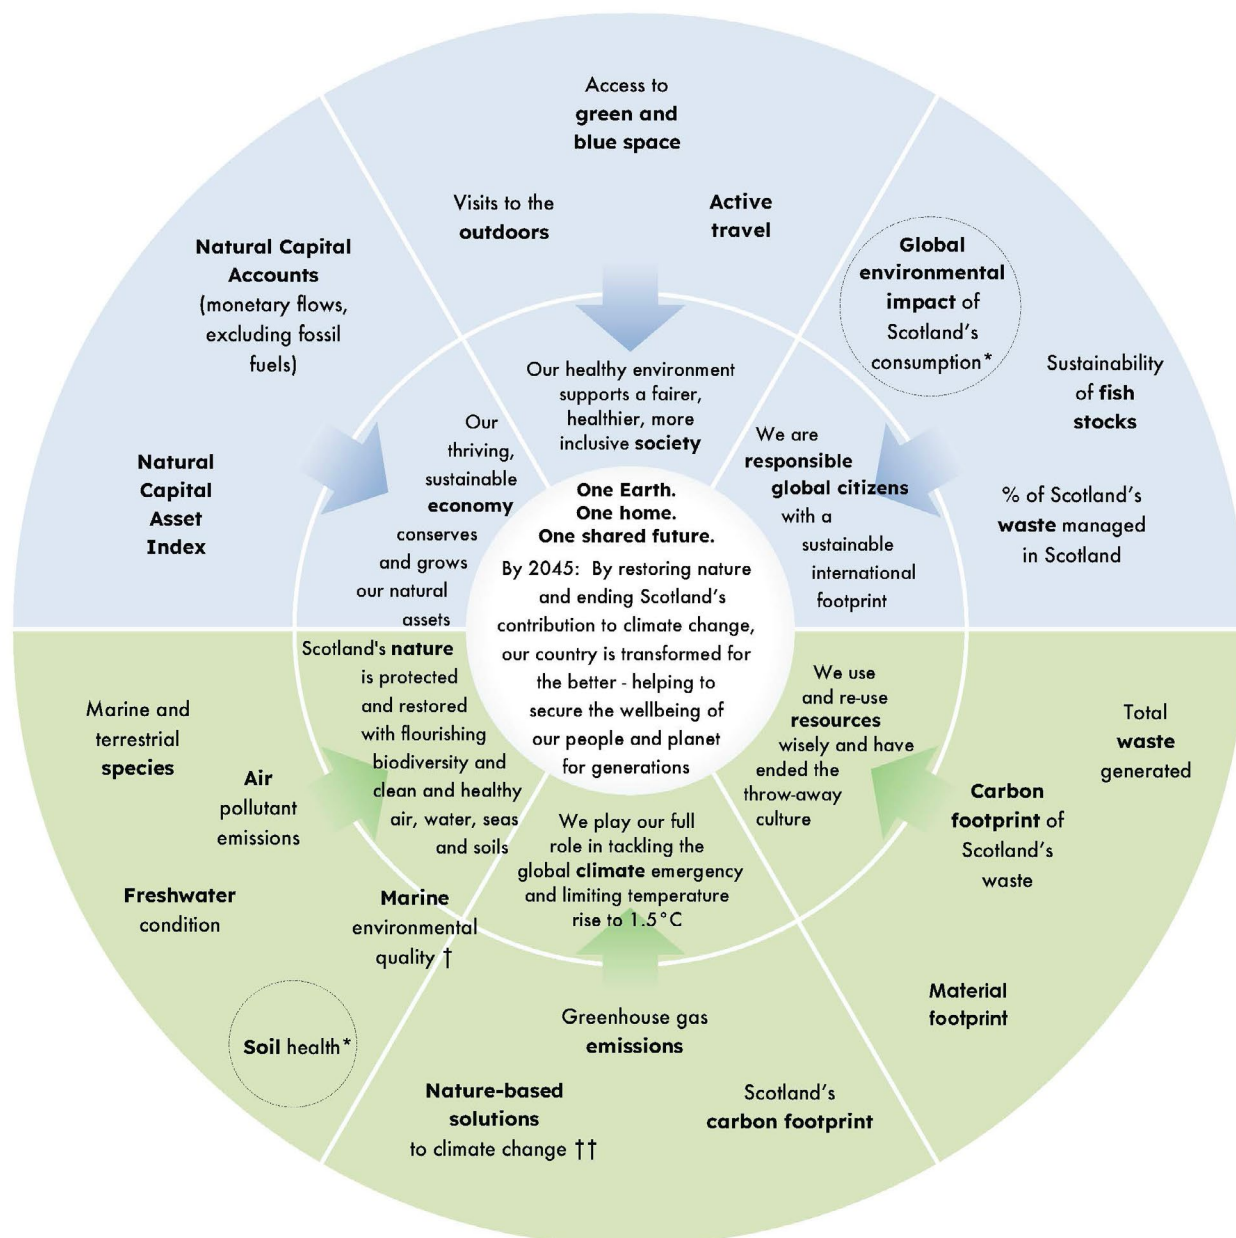 Access to
green and
blue space
Visits to the
outdoors
Active
travel
Natural Capital
Accounts
(monetary flows,
excluding fossil
fuels)
Natural
Capital
Asset
Index
Global
environmental
impact of
Scotland's
consumption*
Sustainability
of fish
stocks
% of Scotland's
waste managed
in Scotland
Our healthy environment
supports a fairer,
healthier, more
inclusive society
Our
thriving,
sustainable
economy
conserves
and grows
our natural
assets
We are
responsible
global citizens
with a
sustainable
international
footprint
One Earth.
One home.
One shared future.
By 2045: By restoring nature
and ending Scotland's
contribution to climate change,
our country is transformed for
the better - helping to
secure the wellbeing of
our people and planet
for generations
Scotland's nature
is protected
and restored
with flourishing
biodiversity and
clean and healthy
air, water, seas
and soils
We use
and re-use
resources
wisely and have
ended the
throw-away
culture
We play our full
role in tackling the
global climate emergency
and limiting temperature
rise to 1.5°C
Marine and
terrestrial
species
Air
pollutant
emissions
Freshwater
condition
Marine
environmental
quality †
Soil health*
Total
waste
generated
Carbon
footprint of
Scotland's
waste
Material
footprint
Greenhouse gas
emissions
Nature-based
solutions
to climate change ††
Scotland's
carbon footprint